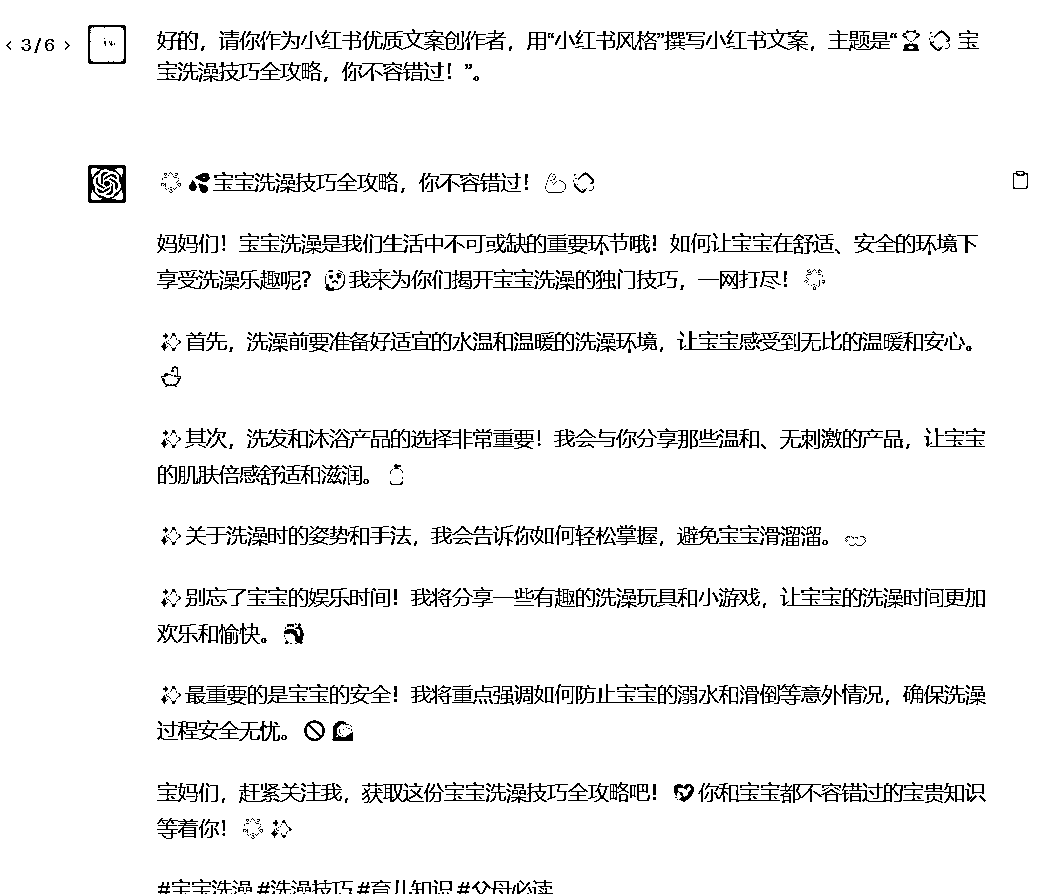 < 3/6 >
好的，请你作为小红书优质文案创作者，用“小红书风格”撰写小红书文案，主题是“ 宝
宝洗澡技巧全攻略，你不容错过！”。
💦宝宝洗澡技巧全攻略，你不容错过！
妈妈们！宝宝洗澡是我们生活中不可或缺的重要环节哦！如何让宝宝在舒适、安全的环境下
享受洗澡乐趣呢？我来为你们揭开宝宝洗澡的独门技巧，一网打尽！
✨首先，洗澡前要准备好适宜的水温和温暖的洗澡环境，让宝宝感受到无比的温暖和安心。
🛁
✨其次，洗发和沐浴产品的选择非常重要！我会与你分享那些温和、无刺激的产品，让宝宝
的肌肤倍感舒适和滋润。
✨关于洗澡时的姿势和手法，我会告诉你如何轻松掌握，避免宝宝滑溜溜。
✨别忘了宝宝的娱乐时间！我将分享一些有趣的洗澡玩具和小游戏，让宝宝的洗澡时间更加
欢乐和愉快。
✨最重要的是宝宝的安全！我将重点强调如何防止宝宝的溺水和滑倒等意外情况，确保洗澡
过程安全无忧。🚫
宝妈们，赶紧关注我，获取这份宝宝洗澡技巧全攻略吧！你和宝宝都不容错过的宝贵知识
等着你！✨
#宝宝洗澡 #洗澡技巧 #育儿知识 #父母必读